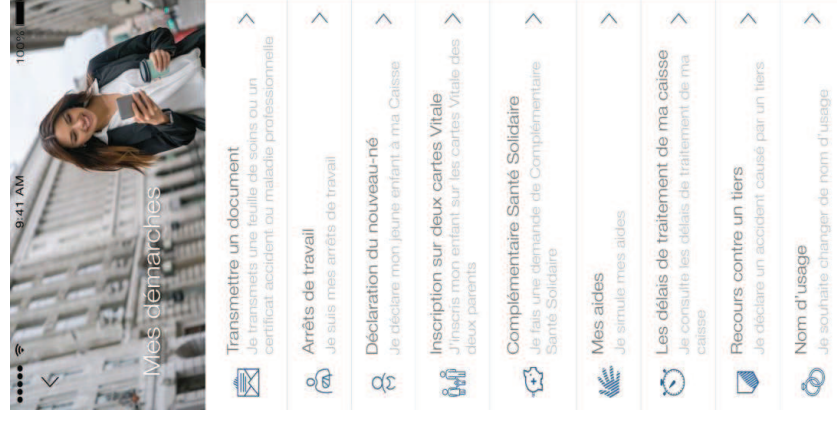 9:41 AM
100%
Mes démarches
Transmettre un document
Je transmets une feuille de soins ou un
certificat accident ou maladie professionnelle
Arrêts de travail
Je suis mes arrêts de travail
Déclaration du nouveau-né
Je déclare mon jeune enfant à ma Caisse
Inscription sur deux cartes Vitale
J'inscris mon enfant sur les cartes Vitale des
deux parents
Complémentaire Santé Solidaire
Je fais une demande de Complémentaire
Santé Solidaire
Mes aides
Je simule mes aides
Les délais de traitement de ma caisse
Je consulte les délais de traitement de ma
caisse
Recours contre un tiers
Je déclare un accident causé par un tiers
Nom d'usage
Je souhaite changer de nom d'usage